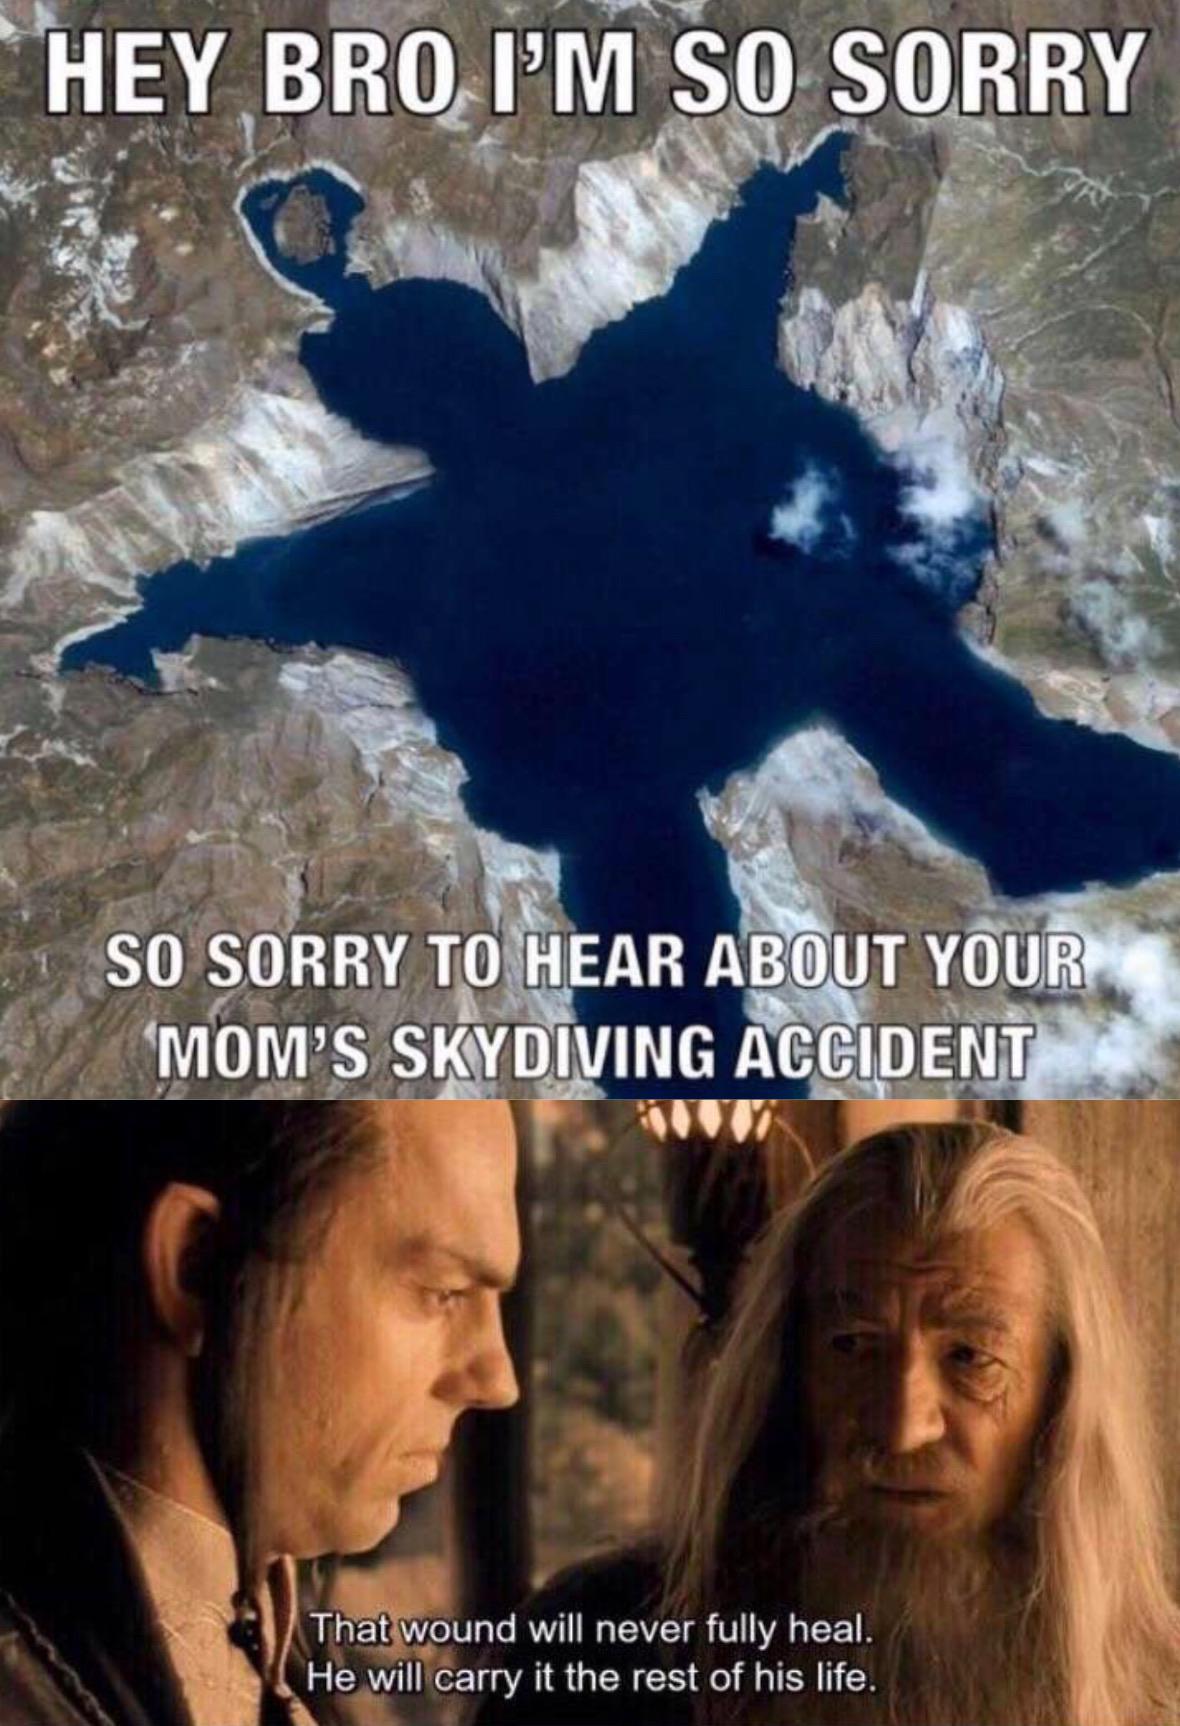 HEY BRO I'M SO SORRY
SO SORRY TO HEAR ABOUT YOUR
MOM'S SKYDIVING ACCIDENT
That wound will never fully heal.
He will carry it the rest of his life.